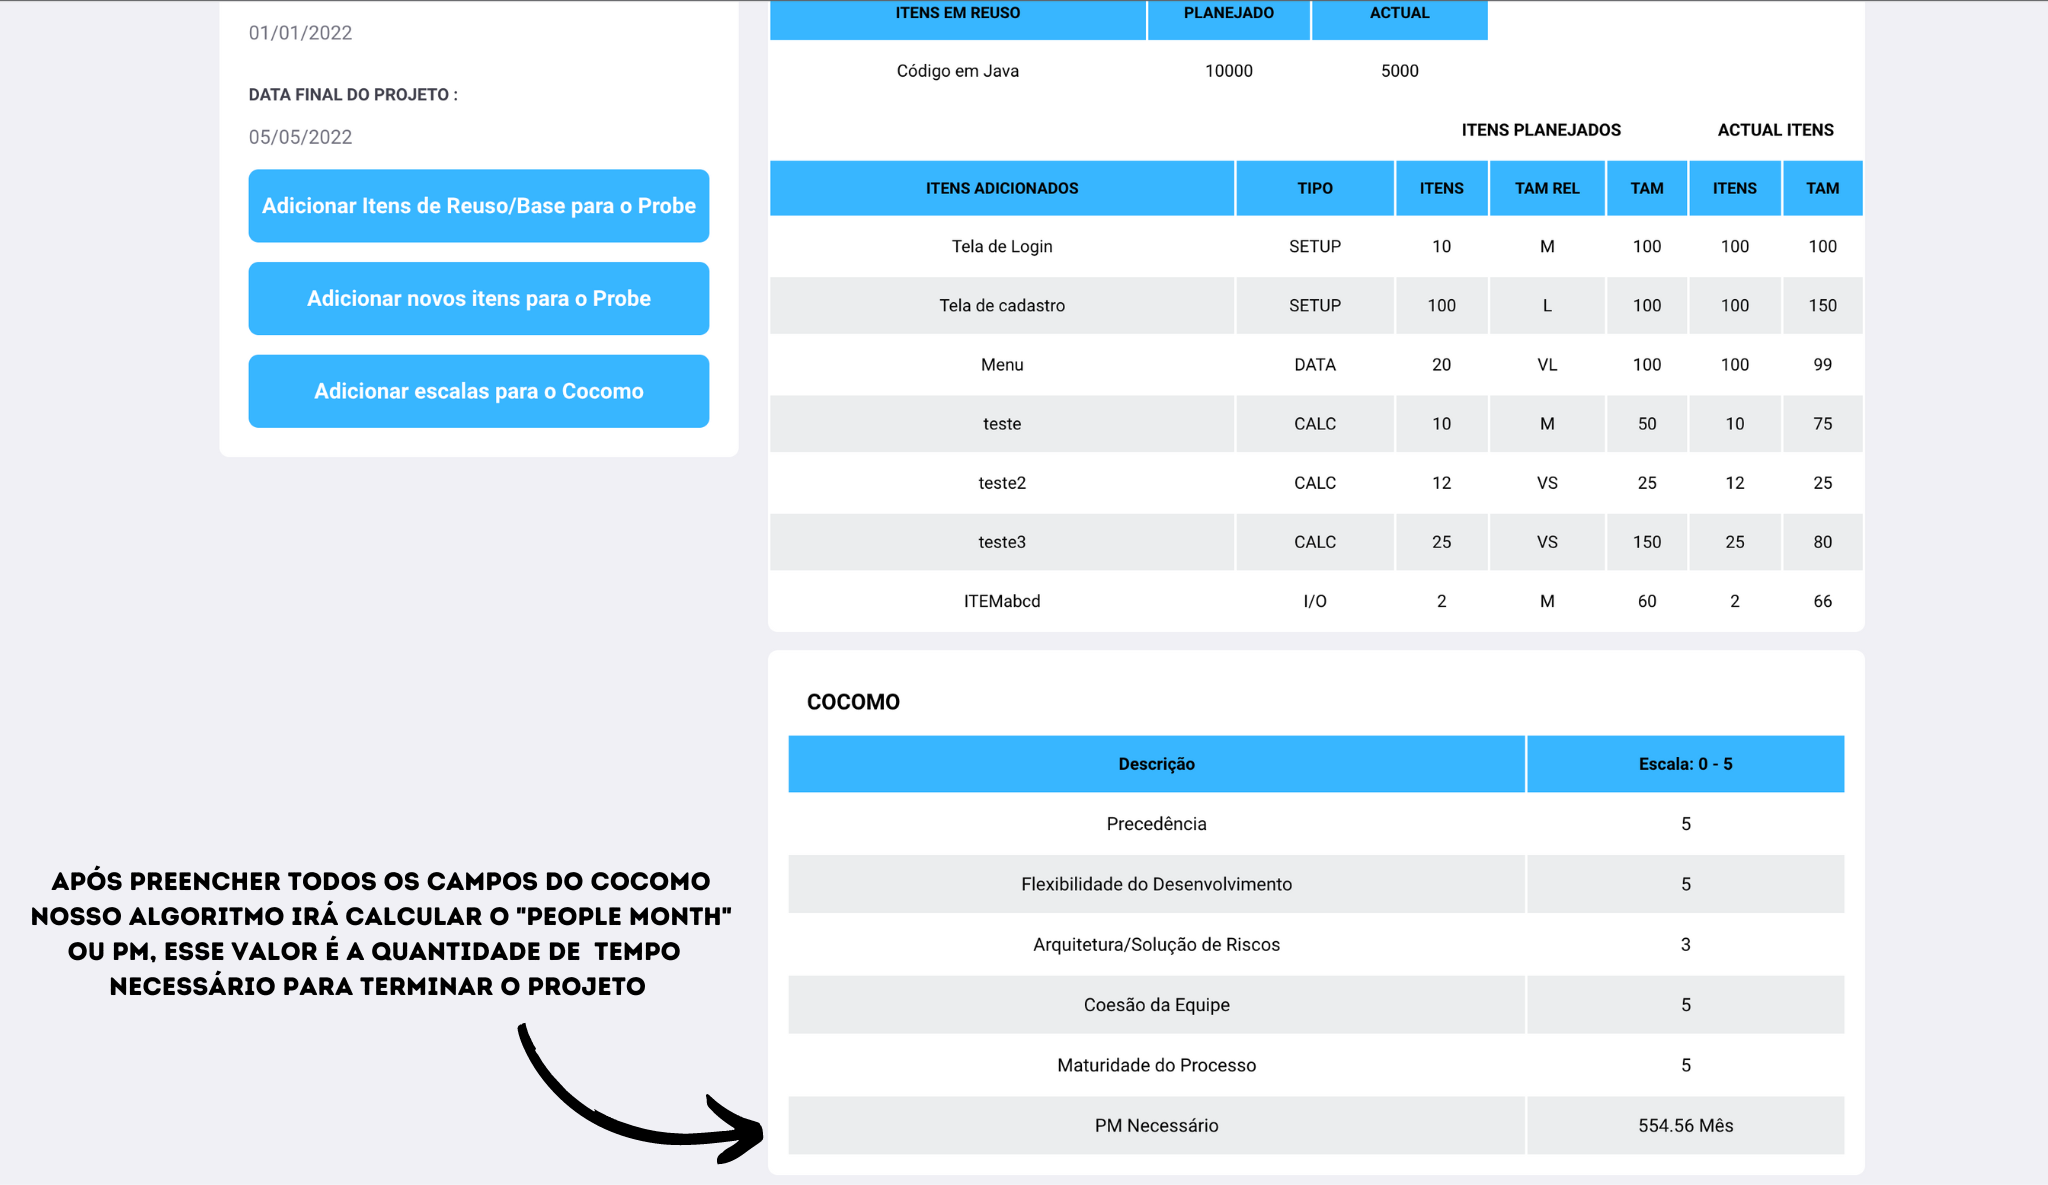 01/01/2022
DATA FINAL DO PROJETO :
05/05/2022
Adicionar Itens de Reuso/Base para o Probe
Adicionar novos itens para o Probe
Adicionar escalas para o Cocomo
ITENS EM REUSO PLANEJADO ACTUAL
Código em Java 10000 5000
ITENS PLANEJADOS ACTUAL ITENS
ITENS ADICIONADOS TIPO ITENS TAM REL TAM ITENS TAM
Tela de Login SETUP 10 M 100 100 100
Tela de cadastro SETUP 100 L 100 100 150
Menu DATA 20 VL 100 100 99
teste CALC 10 M 50 10 75
teste2 CALC 12 VS 25 12 25
teste3 CALC 25 VS 150 25 80
ITEMabcd I/O 2 M 60 2 66
COCOMO
Descrição Escala: 0 - 5
Precedência 5
Flexibilidade do Desenvolvimento 5
Arquitetura/Solução de Riscos 3
Coesão da Equipe 5
Maturidade do Processo 5
PM Necessário 554.56 Mês
APÓS PREENCHER TODOS OS CAMPOS DO COCOMO
NOSSO ALGORITMO IRÁ CALCULAR O "PEOPLE MONTH"
OU PM, ESSE VALOR É A QUANTIDADE DE TEMPO
NECESSÁRIO PARA TERMINAR O PROJETO